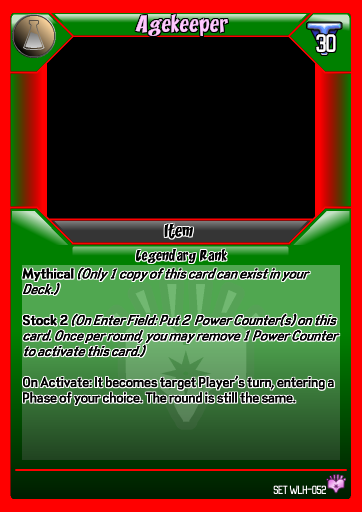 Agekeeper
30
Item
Legendary Rank
Mythical (Only 1 copy of this card can exist in your
Deck.)
Stock 2 (On Enter Field: Put 2 Power Counter(s) on this
card. Once per round, you may remove 1 Power Counter
to activate this card.)
On Activate: It becomes target Player's turn, entering a
Phase of your choice. The round is still the same.
SET WLH-052